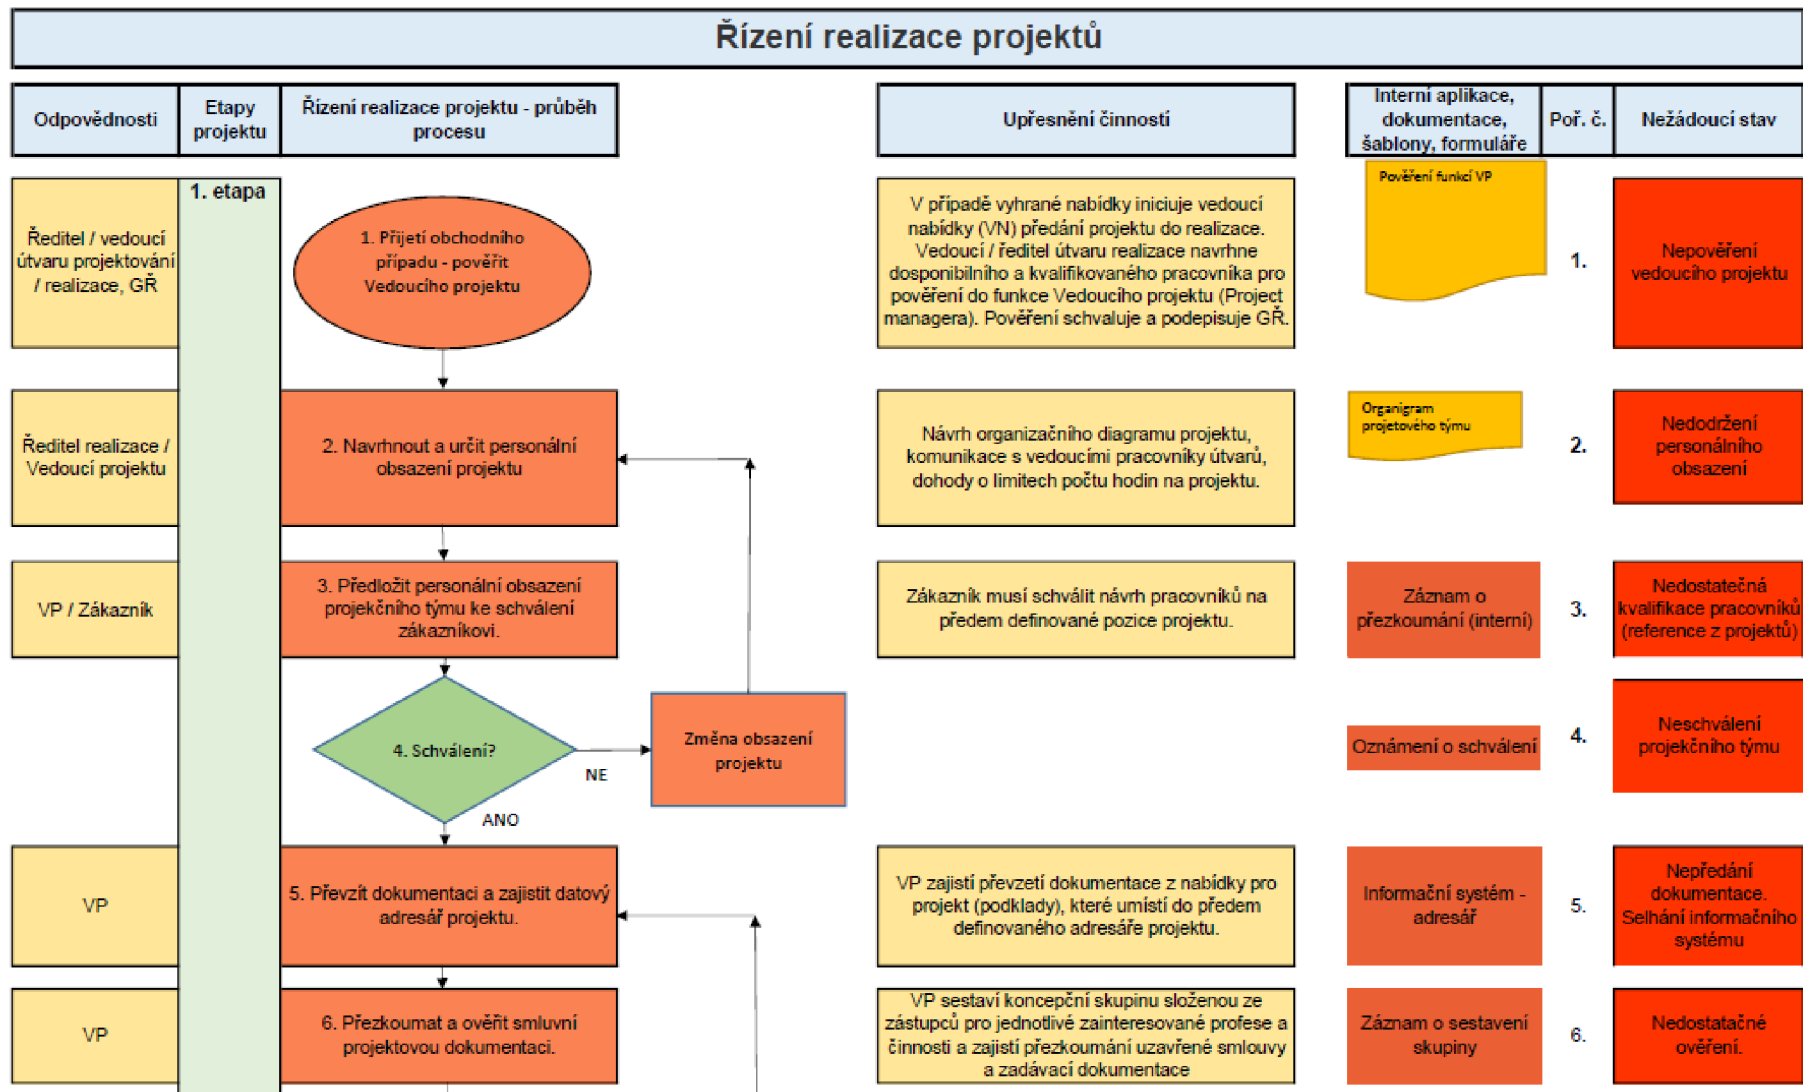 Řízení realizace projektů
Odpovědnosti
Etapy
projektu
Řízení realizace projektu - průběh
procesu
Upřesnění činností
Interní aplikace,
dokumentace,
šablony, formuláře
Poř. č.
Nežádoucí stav
Ředitel / vedoucí
útvaru projektování
/ realizace, GŘ
1. etapa
1. Přijetí obchodního
případu - pověřit
Vedoucího projektu
V případě vyhrané nabídky iniciuje vedoucí
nabídky (VN) předání projektu do realizace.
Vedoucí / ředitel útvaru realizace navrhne
dosponibilního a kvalifikovaného pracovníka pro
pověření do funkce Vedoucího projektu (Project
managera). Pověření schvaluje a podepisuje GŘ.
Pověření funkcí VP
1.
Nepověření
vedoucího projektu
Ředitel realizace /
Vedoucí projektu
2. Navrhnout a určit personální
obsazení projektu
Návrh organizačního diagramu projektu,
komunikace s vedoucími pracovníky útvarů,
dohody o limitech počtu hodin na projektu.
Organigram
projetového týmu
2.
Nedodržení
personálního
obsazení
VP / Zákazník
3. Předložit personální obsazení
projekčního týmu ke schválení
zákazníkovi.
Zákazník musí schválit návrh pracovníků na
předem definované pozice projektu.
Záznam o
přezkoumání (interní)
3.
Nedostatečná
kvalifikace pracovníků
(reference z projektů)
4. Schválení?
NE
ANO
Změna obsazení
projektu
Oznámení o schválení
4.
Neschválení
projekčního týmu
VP
5. Převzít dokumentaci a zajistit datový
adresář projektu.
VP zajistí převzetí dokumentace z nabídky pro
projekt (podklady), které umístí do předem
definovaného adresáře projektu.
Informační systém -
adresář
5.
Nepředání
dokumentace.
Selhání informačního
systému
VP
6. Přezkoumat a ověřit smluvní
projektovou dokumentaci.
VP sestaví koncepční skupinu složenou ze
zástupců pro jednotlivé zainteresované profese a
činnosti a zajistí přezkoumání uzavřené smlouvy
a zadávací dokumentace
Záznam o sestavení
skupiny
6.
Nedostatačné
ověření.